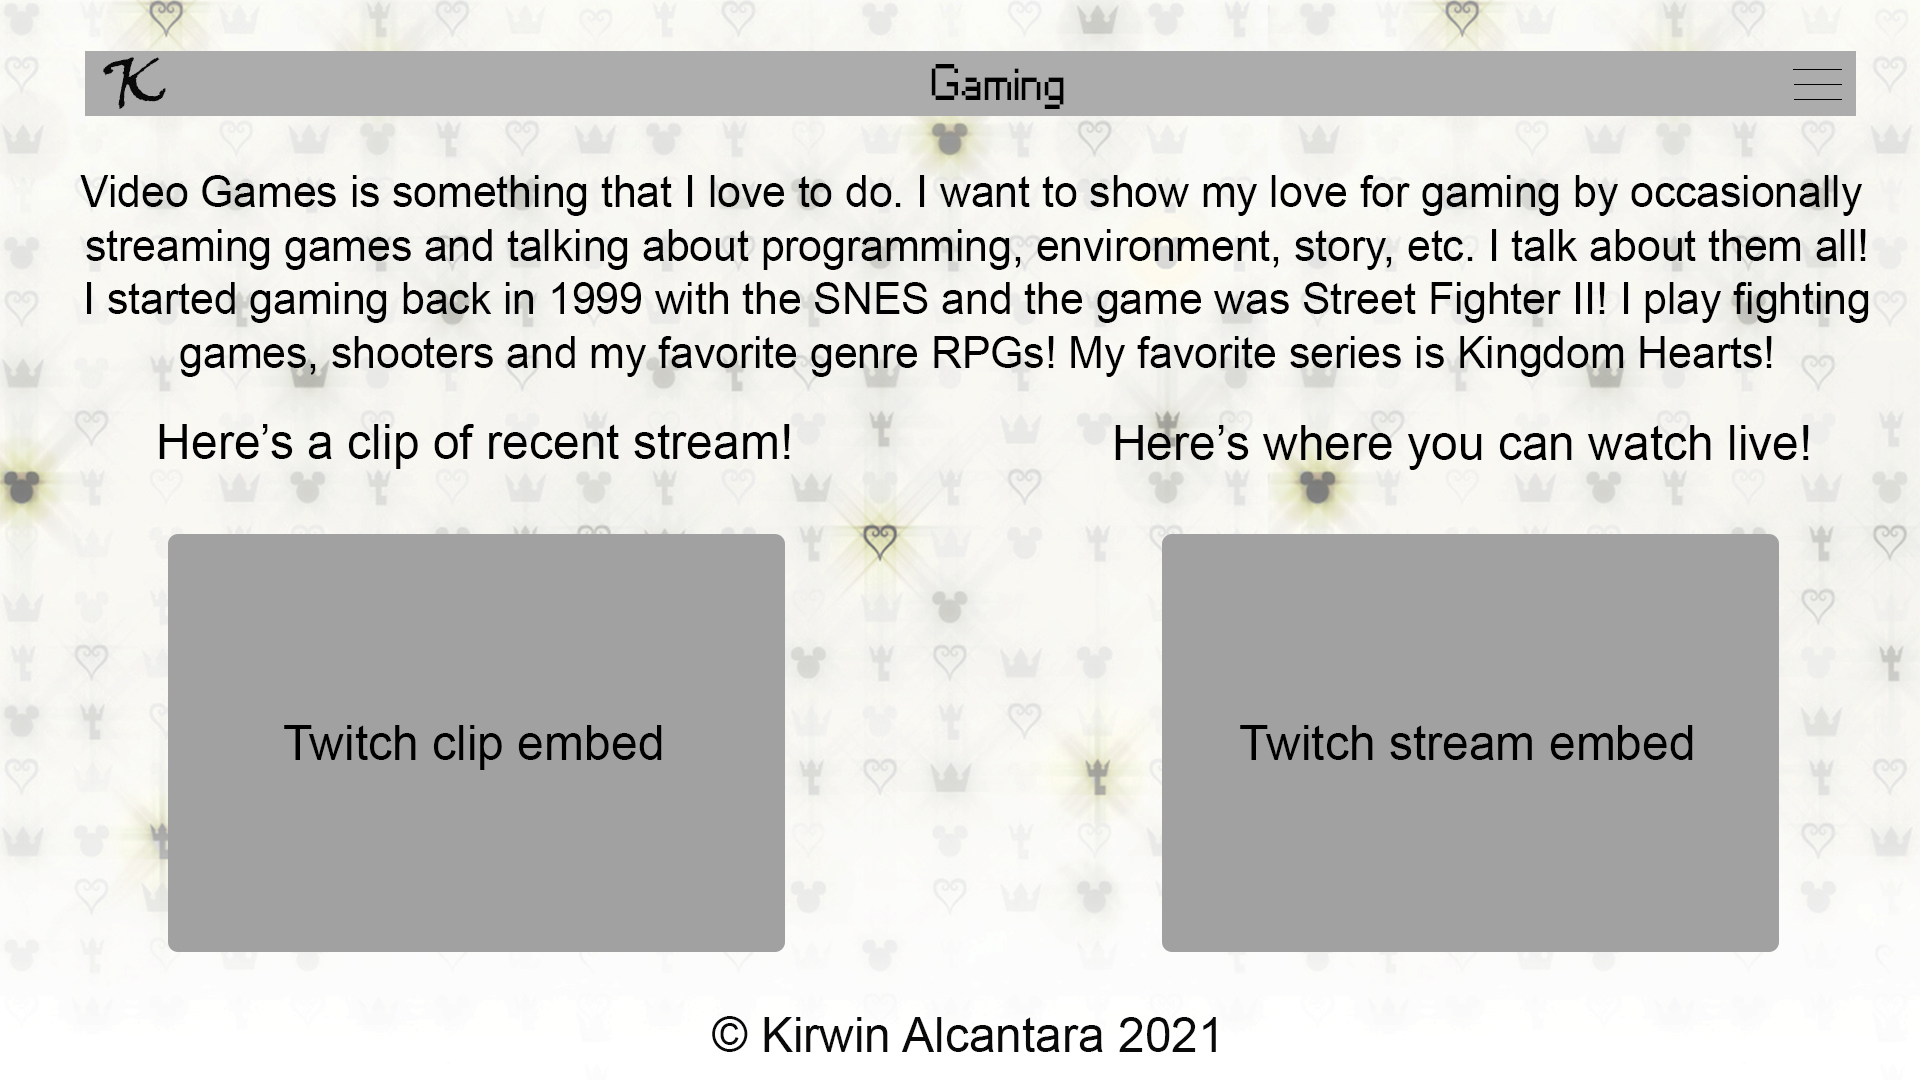 K
Gaming
Video Games is something that I love to do. I want to show my love for gaming by occasionally
streaming games and talking about programming, environment, story, etc. I talk about them all!
I started gaming back in 1999 with the SNES and the game was Street Fighter II! I play fighting
games, shooters and my favorite genre RPGs! My favorite series is Kingdom Hearts!
Here’s a clip of recent stream!
Here’s where you can watch live!
Twitch clip embed
Twitch stream embed
© Kirwin Alcantara 2021